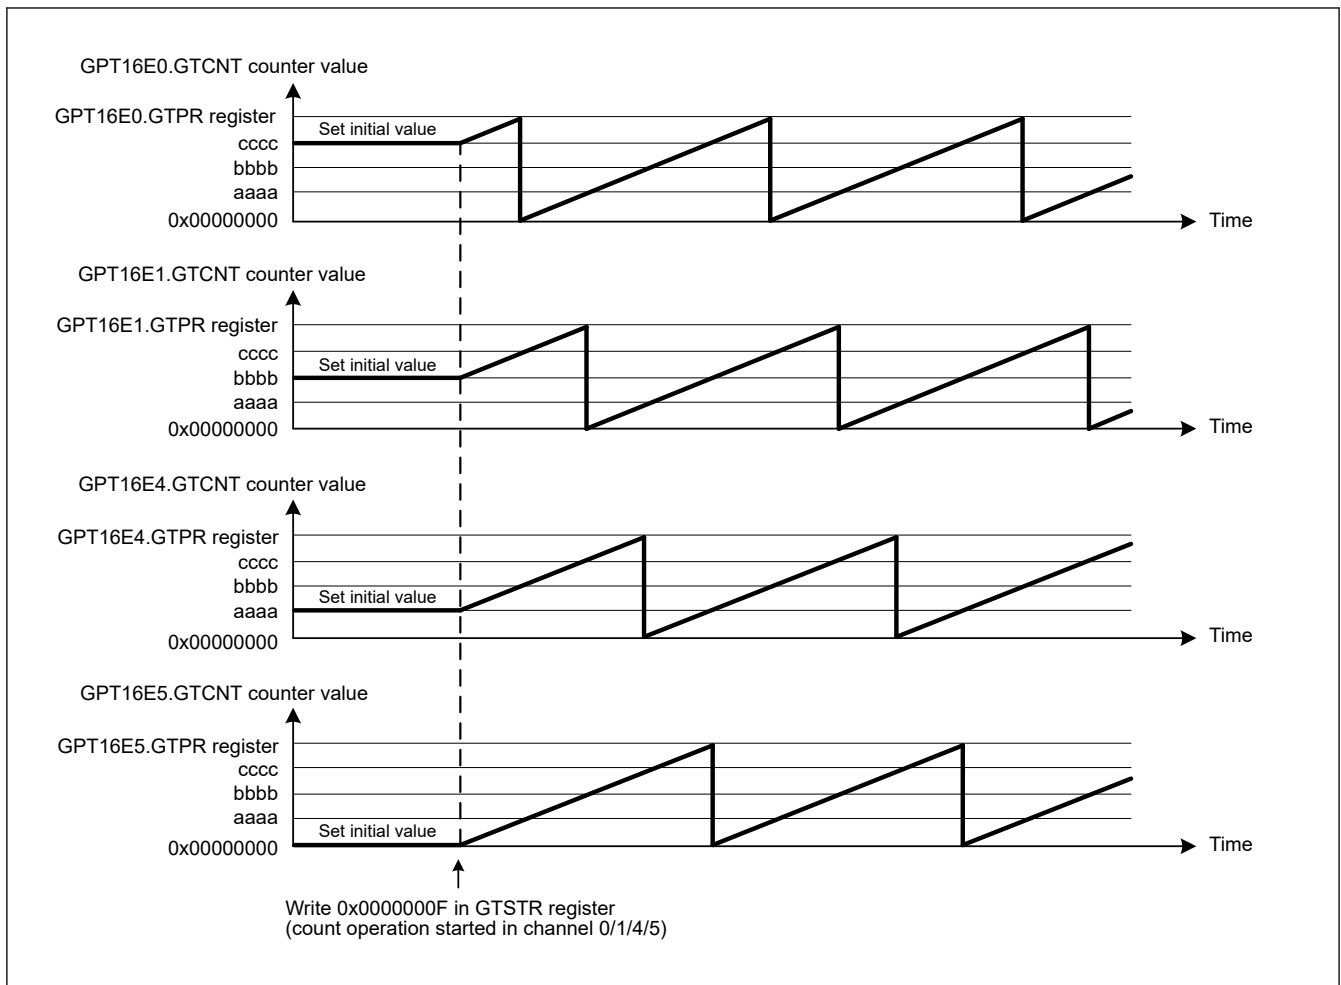 GPT16E0.GTCNT counter value
GPT16E0.GTPR register
Set initial value
cccc
bbbb
aaaa
0x00000000
Time
GPT16E1.GTCNT counter value
GPT16E1.GTPR register
cccc
Set initial value
bbbb
aaaa
0x00000000
Time
GPT16E4.GTCNT counter value
GPT16E4.GTPR register
cccc
bbbb
Set initial value
aaaa
0x00000000
Time
GPT16E5.GTCNT counter value
GPT16E5.GTPR register
cccc
bbbb
aaaa
Set initial value
0x00000000
Time
Write 0x0000000F in GTSTR register
(count operation started in channel 0/1/4/5)